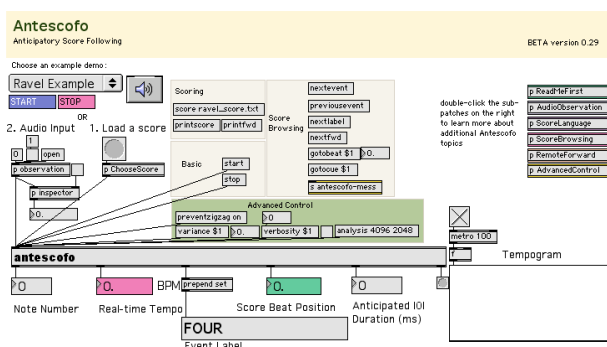 Antescofo
Anticipatory Score Following
BETA version 0.29
Choose an example demo:
Ravel Example
START
STOP
OR
2. Audio Input
1. Load a score
0
1
open
p observation
p ChooseScore
p inspector
0.
Scoring
score ravel_score.txt
printscore
printfwd
Score
Browsing
nextevent
previousevent
nextlabel
nextfwd
gotobeat $1
0.
gotocue $1
s antescofo-mess
Basic
start
stop
Advanced Control
preventzigzag on
0
variance $1
0.
verbosity $1
analysis 4096 2048
double-click the sub-
patches on the right
to learn more about
additional Antescofo
topics
p ReadMeFirst
p AudioObservation
p ScoreLanguage
p ScoreBrowsing
p RemoteForward
p AdvancedControl
antescofo
metro 100
f
Tempogram
0
Note Number
0.
BPM
Real-time Tempo
prepend set
0.
Score Beat Position
0
Anticipated IOI
Duration (ms)
FOUR
Event Label